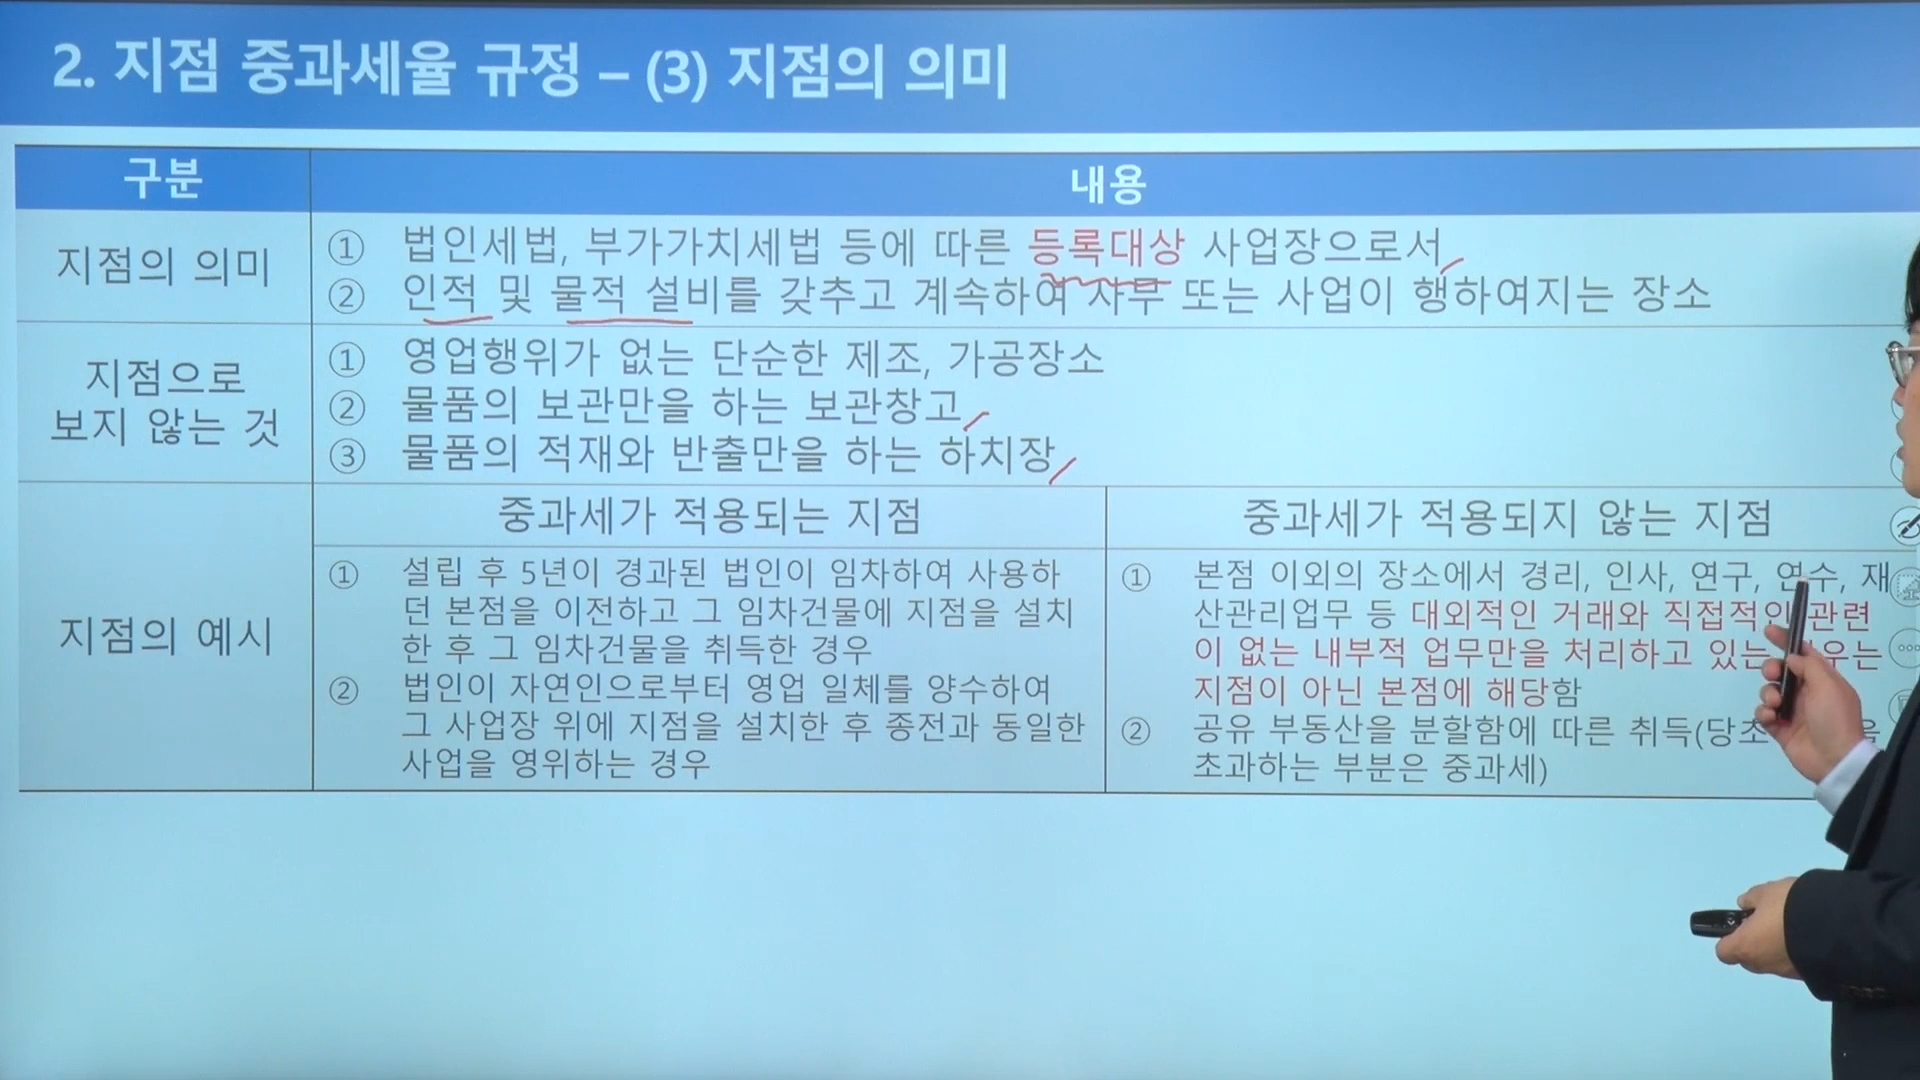 2. 지점 중과세율 규정 – (3) 지점의 의미
구분
내용
지점의 의미
① 법인세법, 부가가치세법 등에 따른 등록대상 사업장으로서
② 인적 및 물적 설비를 갖추고 계속하여 사무 또는 사업이 행하여지는 장소
지점으로
보지 않는 것
① 영업행위가 없는 단순한 제조, 가공장소
② 물품의 보관만을 하는 보관창고
③ 물품의 적재와 반출만을 하는 하치장
지점의 예시
중과세가 적용되는 지점
① 설립 후 5년이 경과된 법인이 임차하여 사용하
던 본점을 이전하고 그 임차건물에 지점을 설치
한 후 그 임차건물을 취득한 경우
② 법인이 자연인으로부터 영업 일체를 양수하여
그 사업장 위에 지점을 설치한 후 종전과 동일한
사업을 영위하는 경우
중과세가 적용되지 않는 지점
① 본점 이외의 장소에서 경리, 인사, 연구, 연수, 재
산관리업무 등 대외적인 거래와 직접적인 관련
이 없는 내부적 업무만을 처리하고 있는
지점이 아닌 본점에 해당함
② 공유 부동산을 분할함에 따른 취득(당초
초과하는 부분은 중과세)